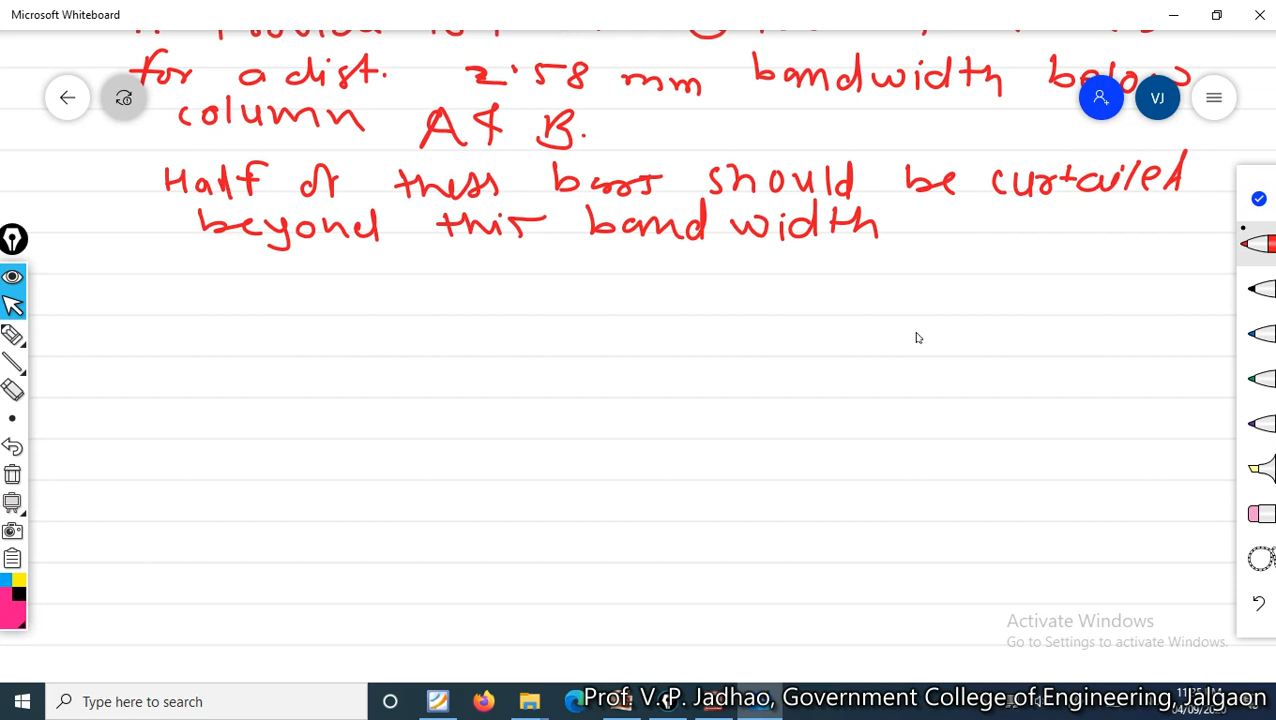 Microsoft Whiteboard
for a dist. 2.58 mm bandwidth below
column A & B.
Half of these bars should be curtailed
beyond this band width
VJ
Activate Windows
Go to Settings to activate Windows.
Type here to search
Prof. V. P. Jadhao, Government College of Engineering, Jalgaon